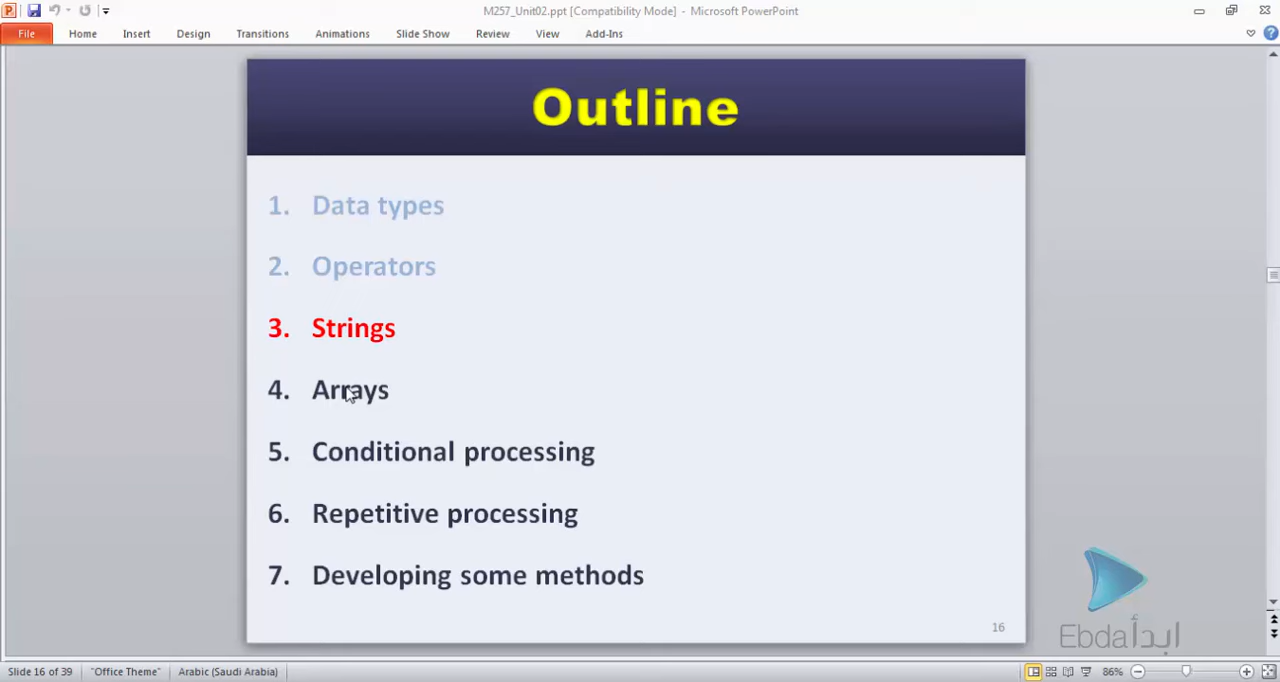 M257_Unit02.ppt [Compatibility Mode] - Microsoft PowerPoint
File Home Insert Design Transitions Animations Slide Show Review View Add-Ins
Outline
1. Data types
2. Operators
3. Strings
4. Arrays
5. Conditional processing
6. Repetitive processing
7. Developing some methods
16
Ebda ابدأ
Slide 16 of 39 "Office Theme" Arabic (Saudi Arabia) 86%